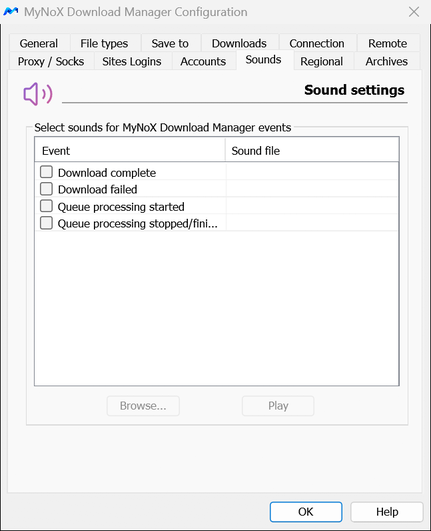 MyNoX Download Manager Configuration
General File types Save to Downloads Connection Remote
Proxy / Socks Sites Logins Accounts Sounds Regional Archives
Sound settings
Select sounds for MyNoX Download Manager events
Event Sound file
Download complete
Download failed
Queue processing started
Queue processing stopped/fini...
Browse... Play
OK Help